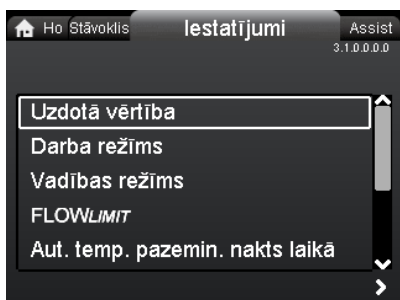 Ho Stāvoklis Iestatījumi Assist
3.1.0.0.0.0
Uzdotā vērtība
Darba režīms
Vadības režīms
FLOWLIMIT
Aut. temp. pazemin. nakts laikā